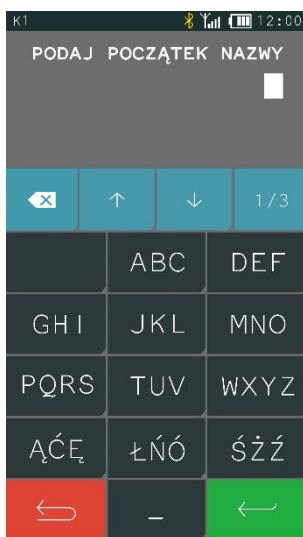 K1 12:00
PODAJ POCZĄTEK NAZWY
1/3
ABC DEF
GHI JKL MNO
PQRS TUV WXYZ
ĄĆĘ ŁŃÓ ŚŻŹ
_